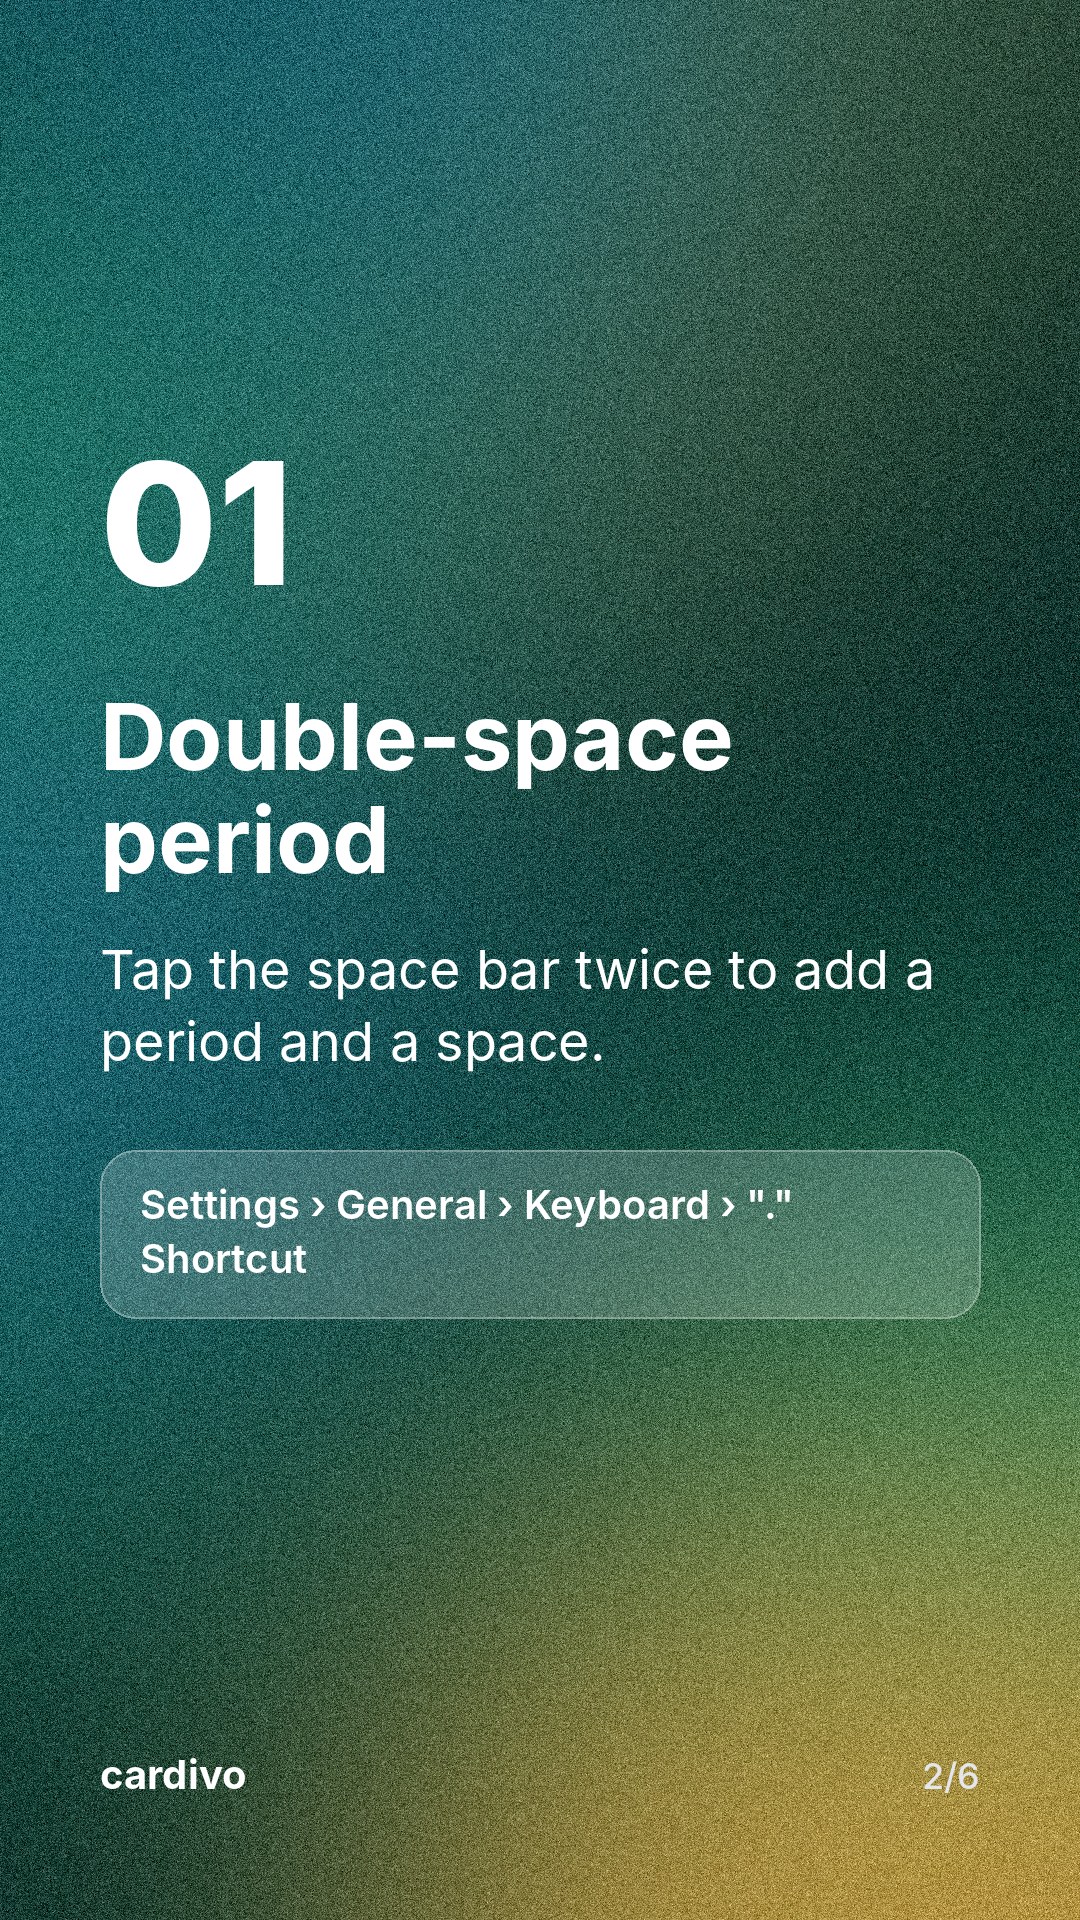 01
Double-space
period
Tap the space bar twice to add a
period and a space.
Settings › General › Keyboard › "."
Shortcut
cardivo
2/6